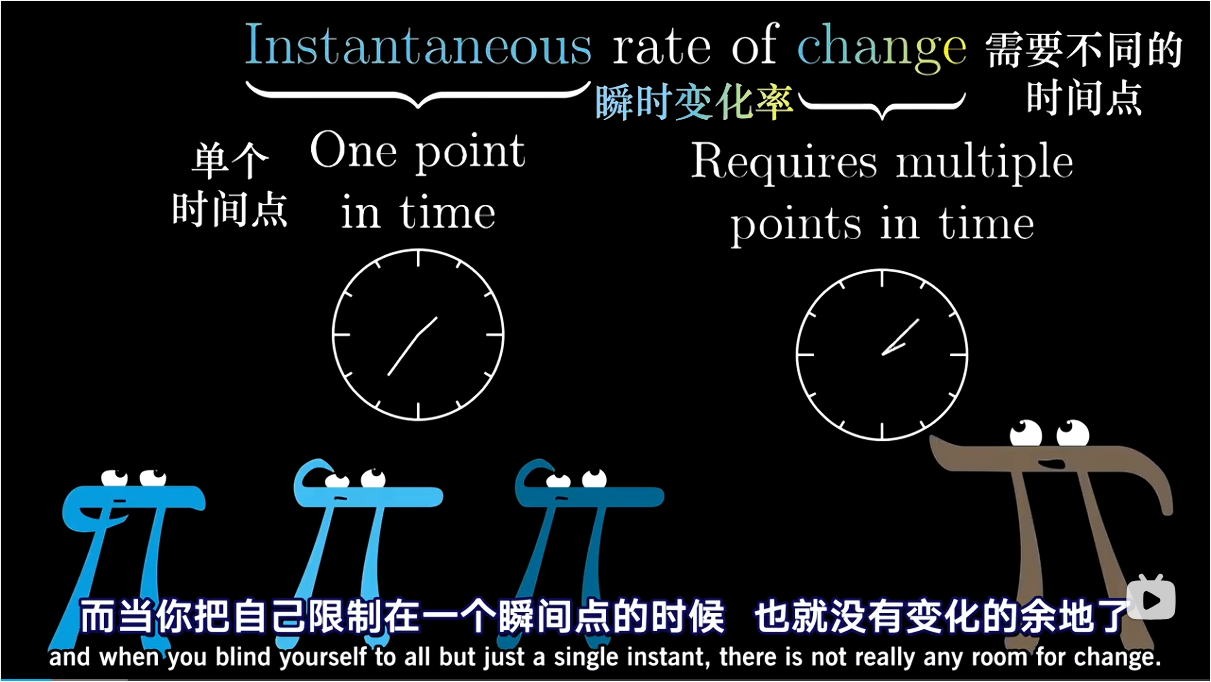 Instantaneous rate of change
需要不同的
时间点
瞬时变化率
单个
时间点
One point
in time
Requires multiple
points in time
而当你把自己限制在一个瞬间点的时候 也就没有变化的余地了
and when you blind yourself to all but just a single instant, there is not really any room for change.